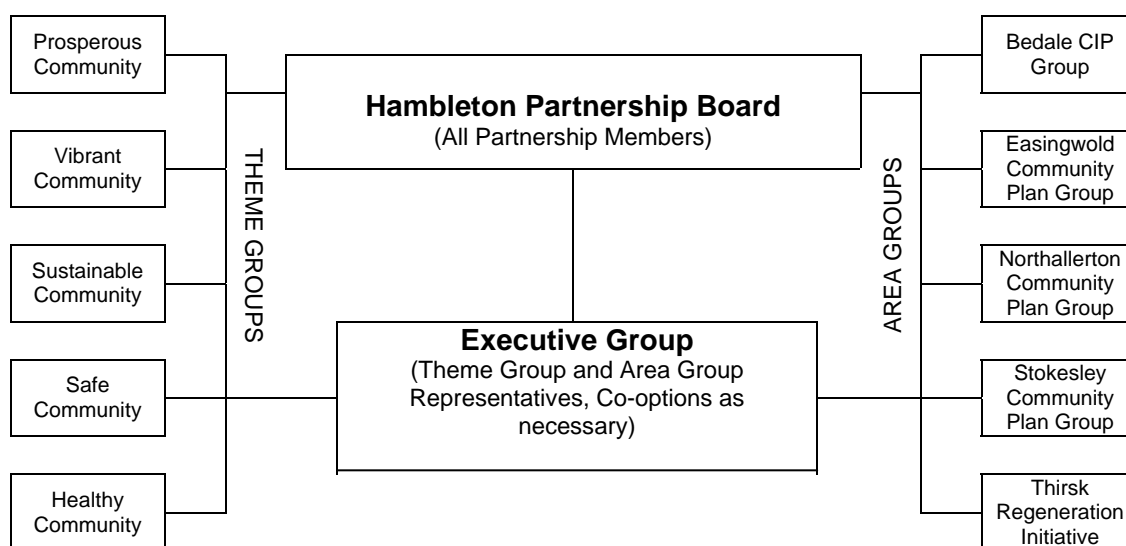 Prosperous
Community
Vibrant
Community
Sustainable
Community
Safe
Community
Healthy
Community
THEME GROUPS
Hambleton Partnership Board
(All Partnership Members)
Executive Group
(Theme Group and Area Group
Representatives, Co-options as
necessary)
AREA GROUPS
Bedale CIP
Group
Easingwold
Community
Plan Group
Northallerton
Community
Plan Group
Stokesley
Community
Plan Group
Thirsk
Regeneration
Initiative